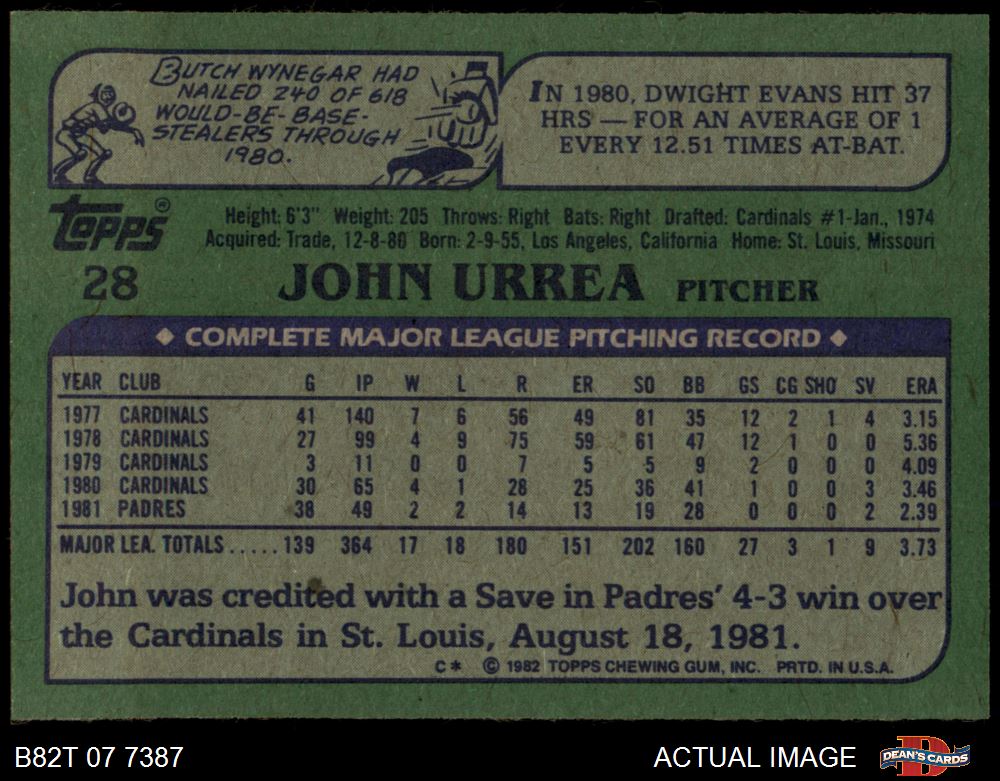 BUTCH WYNEGAR HAD
NAILED 240 OF 618
WOULD-BE-BASE-
STEALERS THROUGH
1980.
IN 1980, DWIGHT EVANS HIT 37
HRS — FOR AN AVERAGE OF 1
EVERY 12.51 TIMES AT-BAT.
Topps®
Height: 6'3" Weight: 205 Throws: Right Bats: Right Drafted: Cardinals #1-Jan., 1974
Acquired: Trade, 12-8-80 Born: 2-9-55, Los Angeles, California Home: St. Louis, Missouri
28 JOHN URREA PITCHER
◆ COMPLETE MAJOR LEAGUE PITCHING RECORD ◆
YEAR CLUB G IP W L R ER SO BB GS CG SHO SV ERA
1977 CARDINALS 41 140 7 6 56 49 81 35 12 2 1 4 3.15
1978 CARDINALS 27 99 4 9 75 59 61 47 12 1 0 0 5.36
1979 CARDINALS 3 11 0 0 7 5 5 9 2 0 0 0 4.09
1980 CARDINALS 30 65 4 1 28 25 36 41 1 0 0 3 3.46
1981 PADRES 38 49 2 2 14 13 19 28 0 0 0 2 2.39
MAJOR LEA. TOTALS.....139 364 17 18 180 151 202 160 27 3 1 9 3.73
John was credited with a Save in Padres' 4-3 win over
the Cardinals in St. Louis, August 18, 1981.
C* © 1982 TOPPS CHEWING GUM, INC. PRTD. IN U.S.A.
B82T 07 7387 ACTUAL IMAGE DEAN'S CARDS